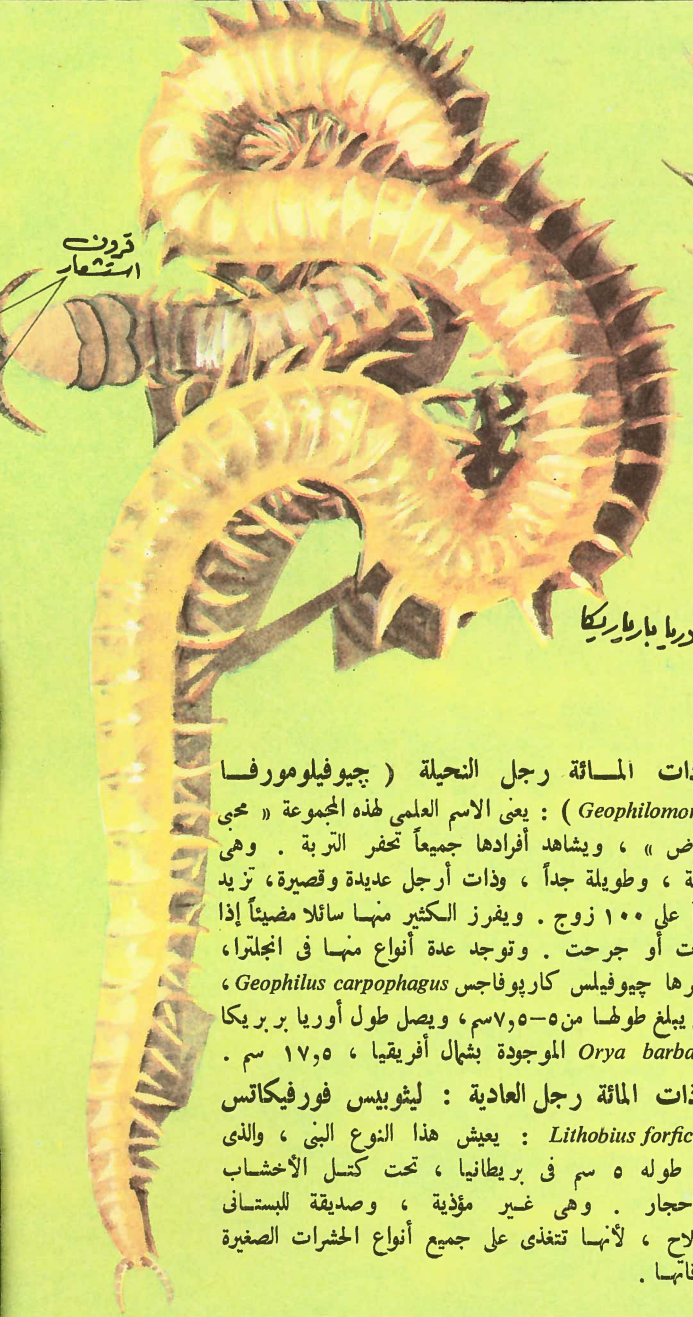 قرون
استشعار
وريا بارباريكا
ذات المائة رجل النحيلة ( چيوفيلومورفا
Geophilomor ) : يعنى الاسم العلمى لهذه المجموعة « محبى
ض » ، ويشاهد أفرادها جميعاً تحفر التربة . وهى
ة ، وطويلة جداً ، وذات أرجل عديدة وقصيرة، تزيد
على ١٠٠ زوج . ويفرز الكثير منها سائلا مضيئاً إذا
ت أو جرحت . وتوجد عدة أنواع منها فى انجلترا،
رها چيوفيلس كارپوفاجس Geophilus carpophagus ،
يبلغ طولها من ٥–٧,٥سم، ويصل طول أوريا بربريكا
Orya barba الموجودة بشمال أفريقيا ، ١٧,٥ سم .
ذات المائة رجل العادية : ليثوبيس فورفيكاتس
Lithobius forfic : يعيش هذا النوع البنى ، والذى
طوله ٥ سم فى بريطانيا ، تحت كتل الأخشاب
حجار . وهى غير مؤذية ، وصديقة للبستانى
لاح ، لأنها تتغذى على جميع أنواع الحشرات الصغيرة
فاتها .